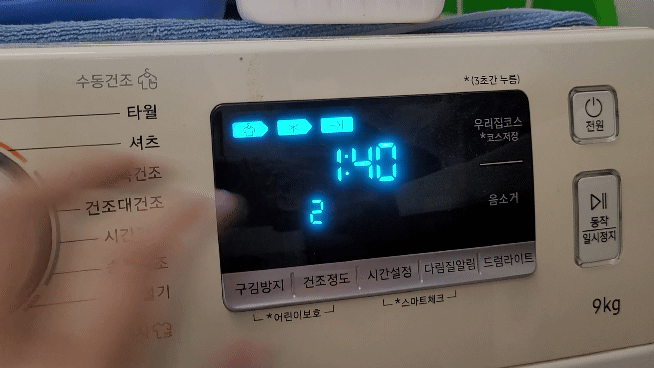 수동건조
타월
셔츠
건조대건조
시간
*(3초간 누름)
우리집코스
*코스저장
음소거
1:40
2
구김방지
건조정도
시간설정
다림질알림
드럼라이트
*어린이보호
*스마트체크
전원
동작
일시정지
9kg